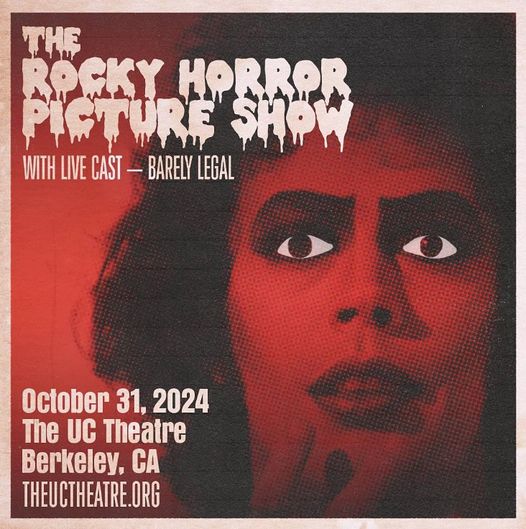 THE
ROCKY HORROR
PICTURE SHOW
WITH LIVE CAST – BARELY LEGAL
October 31, 2024
The UC Theatre
Berkeley, CA
THEUCTHEATRE.ORG